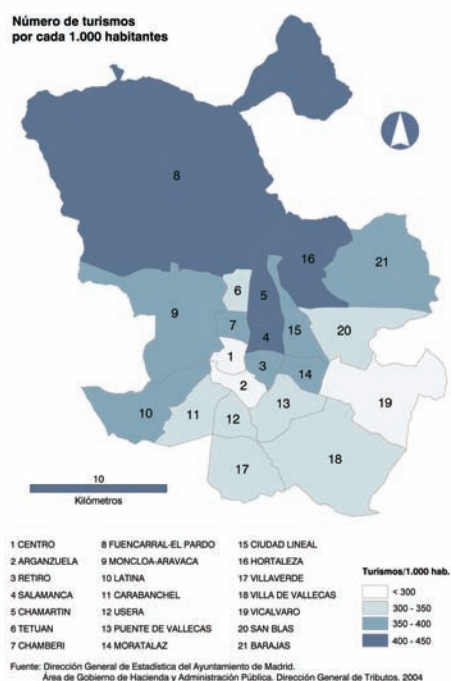 Número de turismos
por cada 1.000 habitantes
8
16
21
6
5
9
7
15
4
20
1
3
14
2
19
10
11
13
12
18
17
10
Kilómetros
1 CENTRO
2 ARGANZUELA
3 RETIRO
4 SALAMANCA
5 CHAMARTIN
6 TETUAN
7 CHAMBERI
8 FUENCARRAL-EL PARDO
9 MONCLOA-ARAVACA
10 LATINA
11 CARABANCHEL
12 USERA
13 PUENTE DE VALLECAS
14 MORATALAZ
15 CIUDAD LINEAL
16 HORTALEZA
17 VILLAVERDE
18 VILLA DE VALLECAS
19 VICALVARO
20 SAN BLAS
21 BARAJAS
Turismos/1.000 hab.
< 300
300 - 350
350 - 400
400 - 450
Fuente: Dirección General de Estadística del Ayuntamiento de Madrid.
Área de Gobierno de Hacienda y Administración Pública. Dirección General de Tributos. 2004